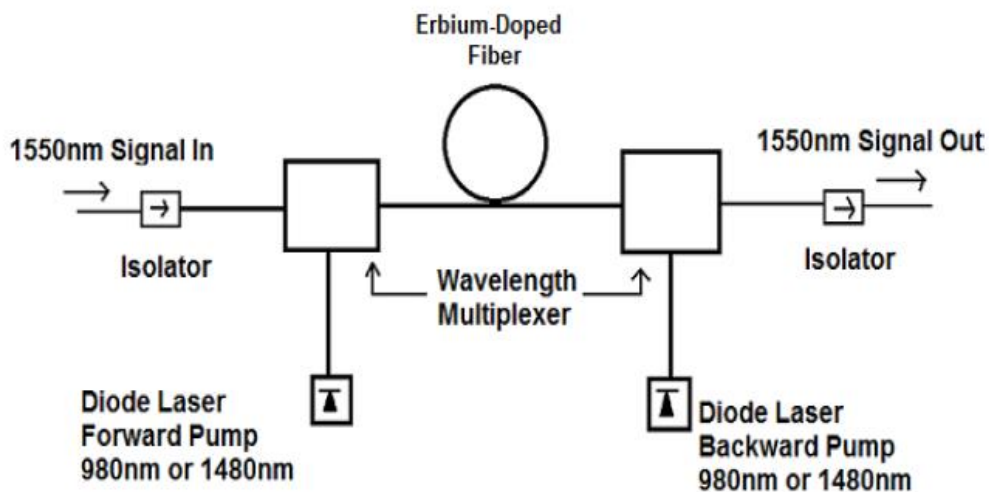 Erbium-Doped
Fiber
1550nm Signal In
1550nm Signal Out
Isolator
Isolator
Wavelength
Multiplexer
Diode Laser
Forward Pump
980nm or 1480nm
Diode Laser
Backward Pump
980nm or 1480nm